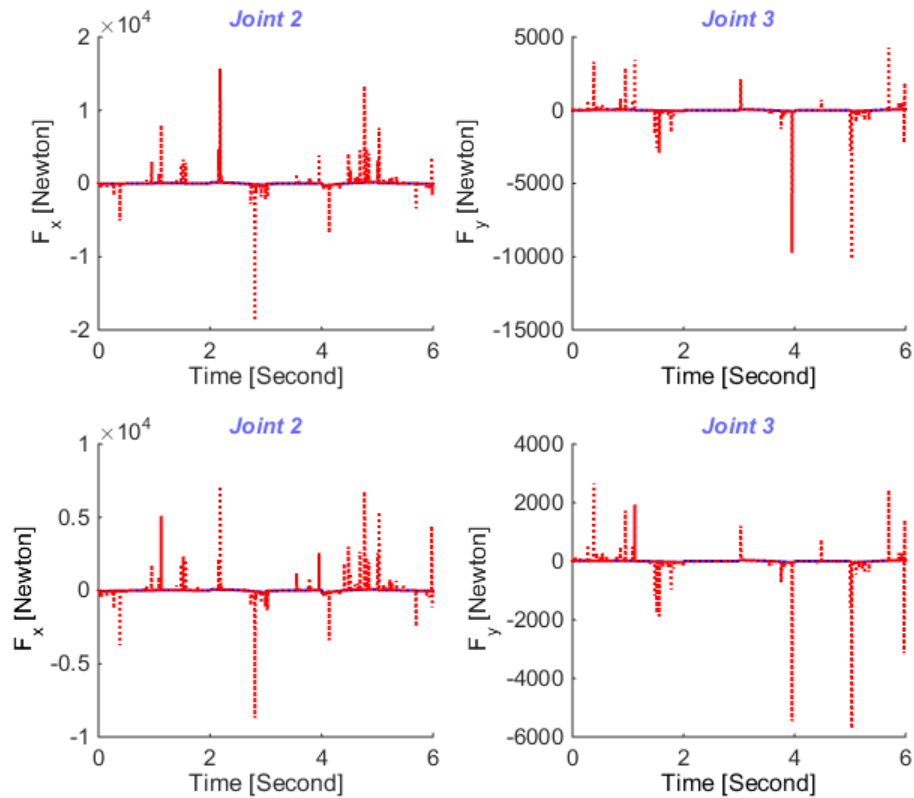 Joint 2
×10^4
2
1
0
-1
-2
F_x [Newton]
0 2 4 6
Time [Second]
Joint 3
5000
0
-5000
-10000
-15000
F_y [Newton]
0 2 4 6
Time [Second]
Joint 2
×10^4
1
0.5
0
-0.5
-1
F_x [Newton]
0 2 4 6
Time [Second]
Joint 3
4000
2000
0
-2000
-4000
-6000
F_y [Newton]
0 2 4 6
Time [Second]